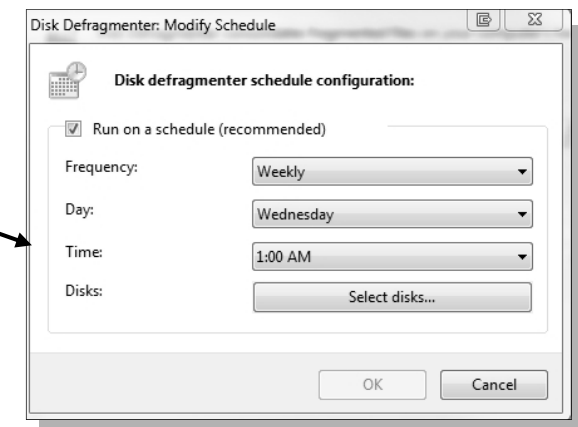 Disk Defragmenter: Modify Schedule
Disk defragmenter schedule configuration:
Run on a schedule (recommended)
Frequency: Weekly
Day: Wednesday
Time: 1:00 AM
Disks: Select disks...
OK Cancel